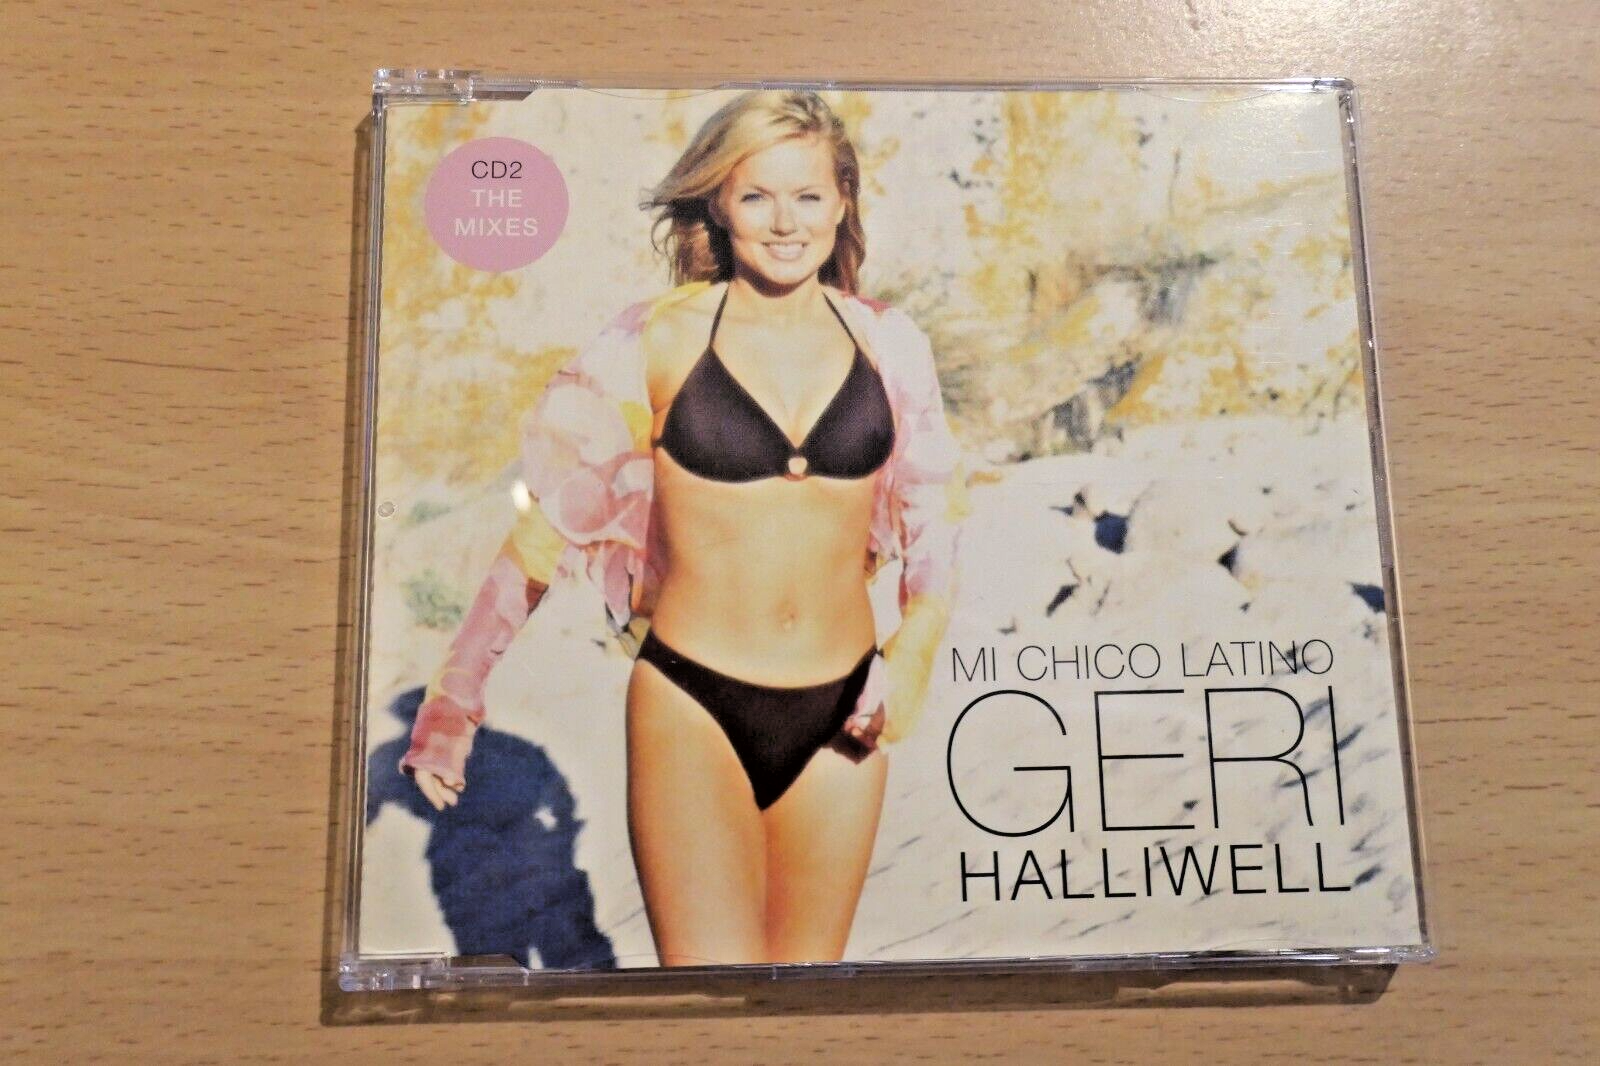 CD2
THE
MIXES
MI CHICO LATINO
GERI
HALLIWELL